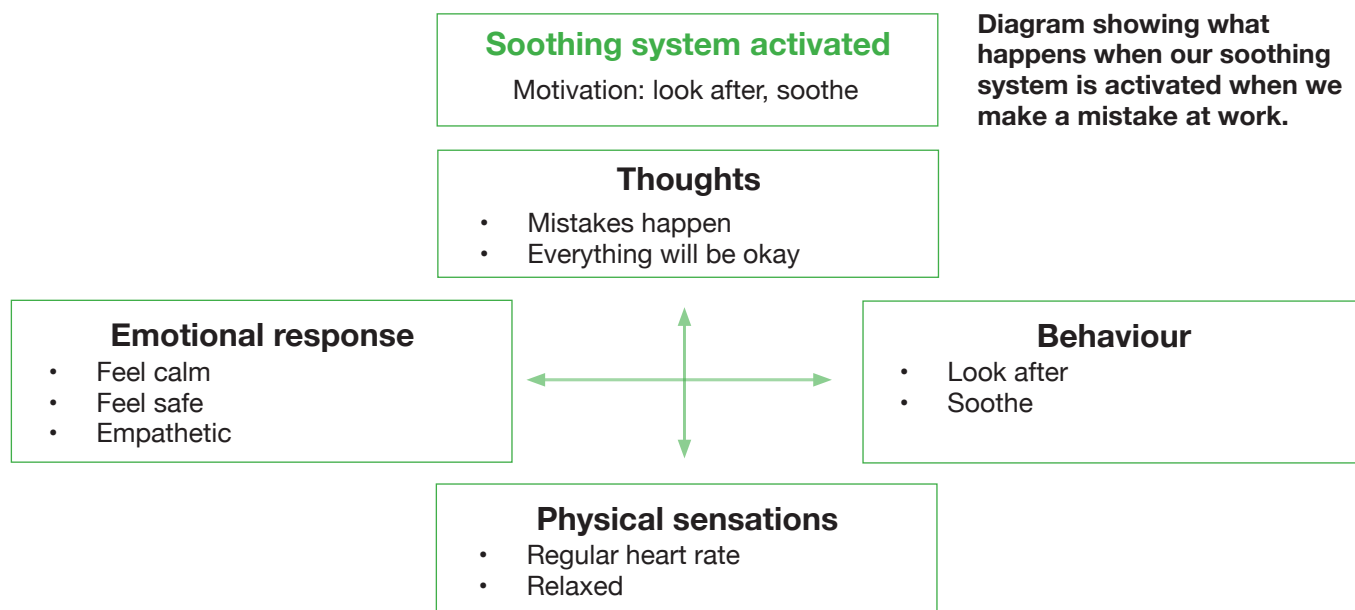 Soothing system activated
Motivation: look after, soothe
Diagram showing what
happens when our soothing
system is activated when we
make a mistake at work.
Thoughts
• Mistakes happen
• Everything will be okay
Emotional response
• Feel calm
• Feel safe
• Empathetic
Behaviour
• Look after
• Soothe
Physical sensations
• Regular heart rate
• Relaxed